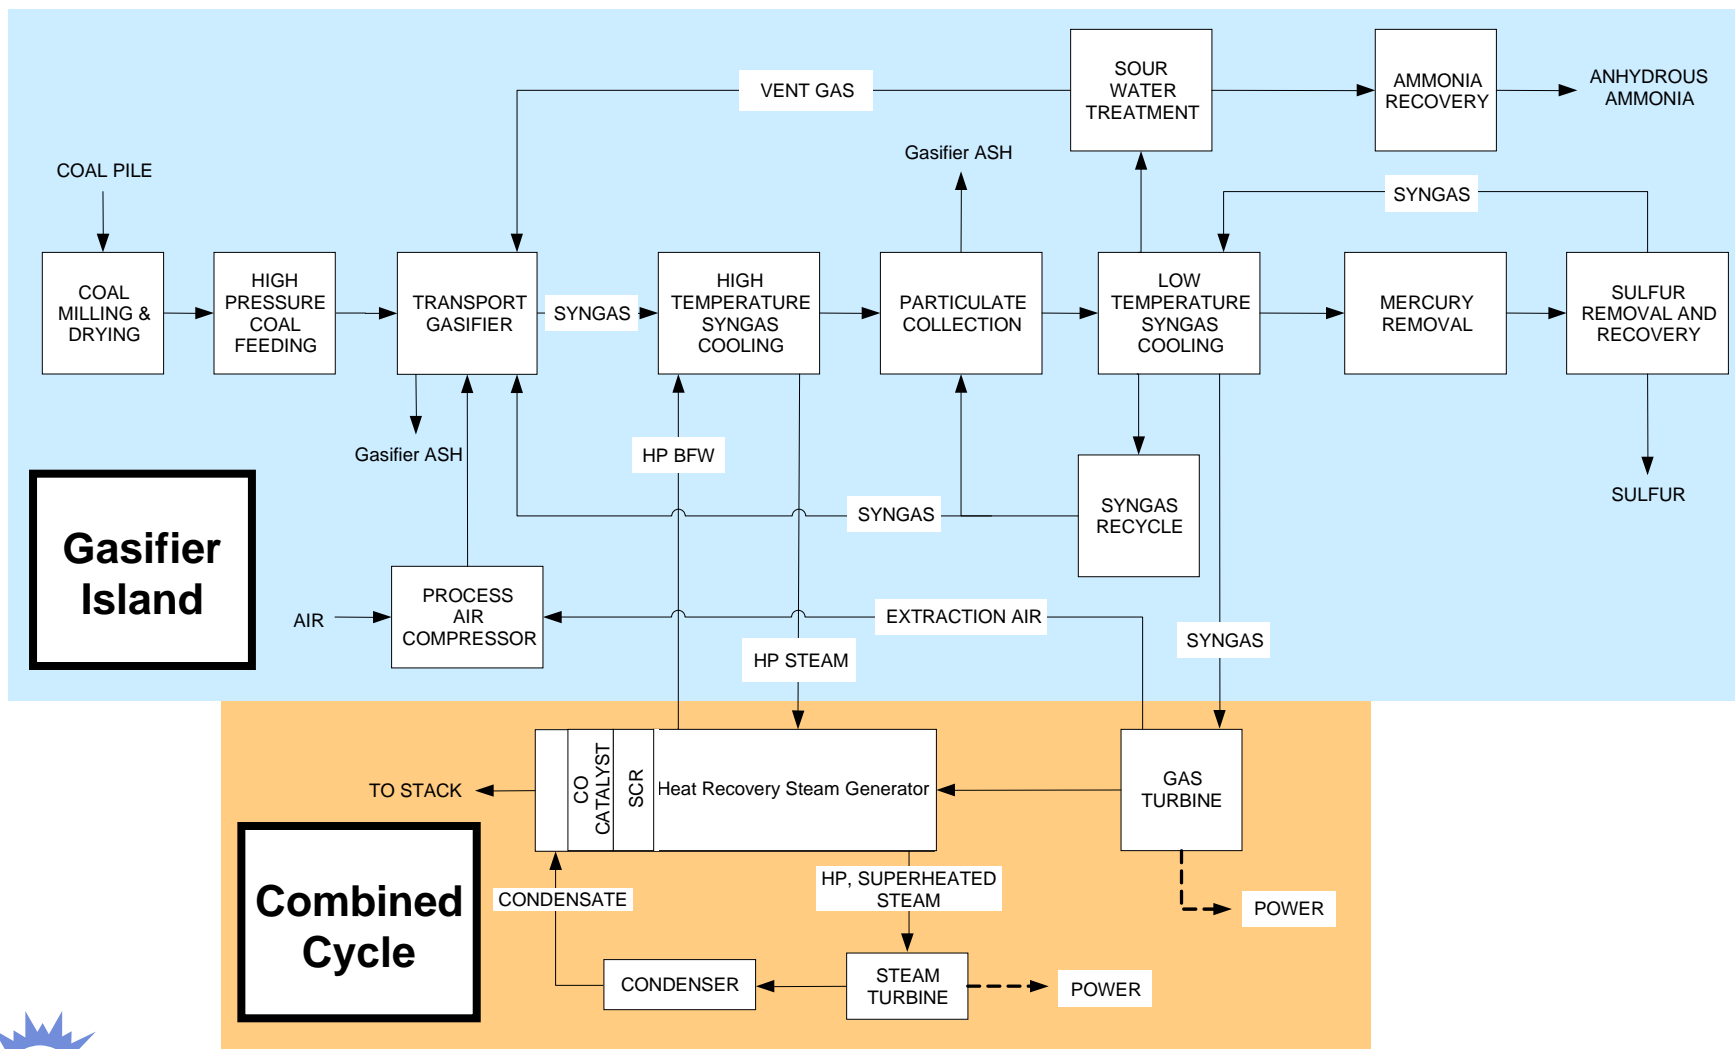 VENT GAS
SOUR
WATER
TREATMENT
AMMONIA
RECOVERY
ANHYDROUS
AMMONIA
COAL PILE
Gasifier ASH
SYNGAS
COAL
MILLING &
DRYING
HIGH
PRESSURE
COAL
FEEDING
TRANSPORT
GASIFIER
SYNGAS
HIGH
TEMPERATURE
SYNGAS
COOLING
PARTICULATE
COLLECTION
LOW
TEMPERATURE
SYNGAS
COOLING
MERCURY
REMOVAL
SULFUR
REMOVAL AND
RECOVERY
Gasifier ASH
HP BFW
SYNGAS
SYNGAS
RECYCLE
SULFUR
Gasifier
Island
AIR
PROCESS
AIR
COMPRESSOR
EXTRACTION AIR
HP STEAM
SYNGAS
TO STACK
CO
CATALYST
SCR
Heat Recovery Steam Generator
GAS
TURBINE
Combined
Cycle
CONDENSATE
HP, SUPERHEATED
STEAM
POWER
CONDENSER
STEAM
TURBINE
POWER